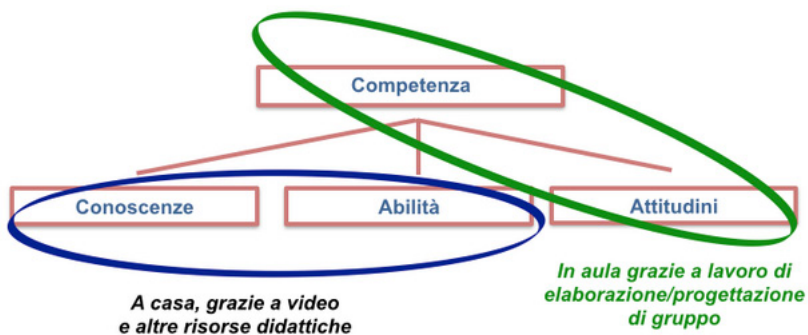 Competenza
Conoscenze
Abilità
Attitudini
A casa, grazie a video
e altre risorse didattiche
In aula grazie a lavoro di
elaborazione/progettazione
di gruppo